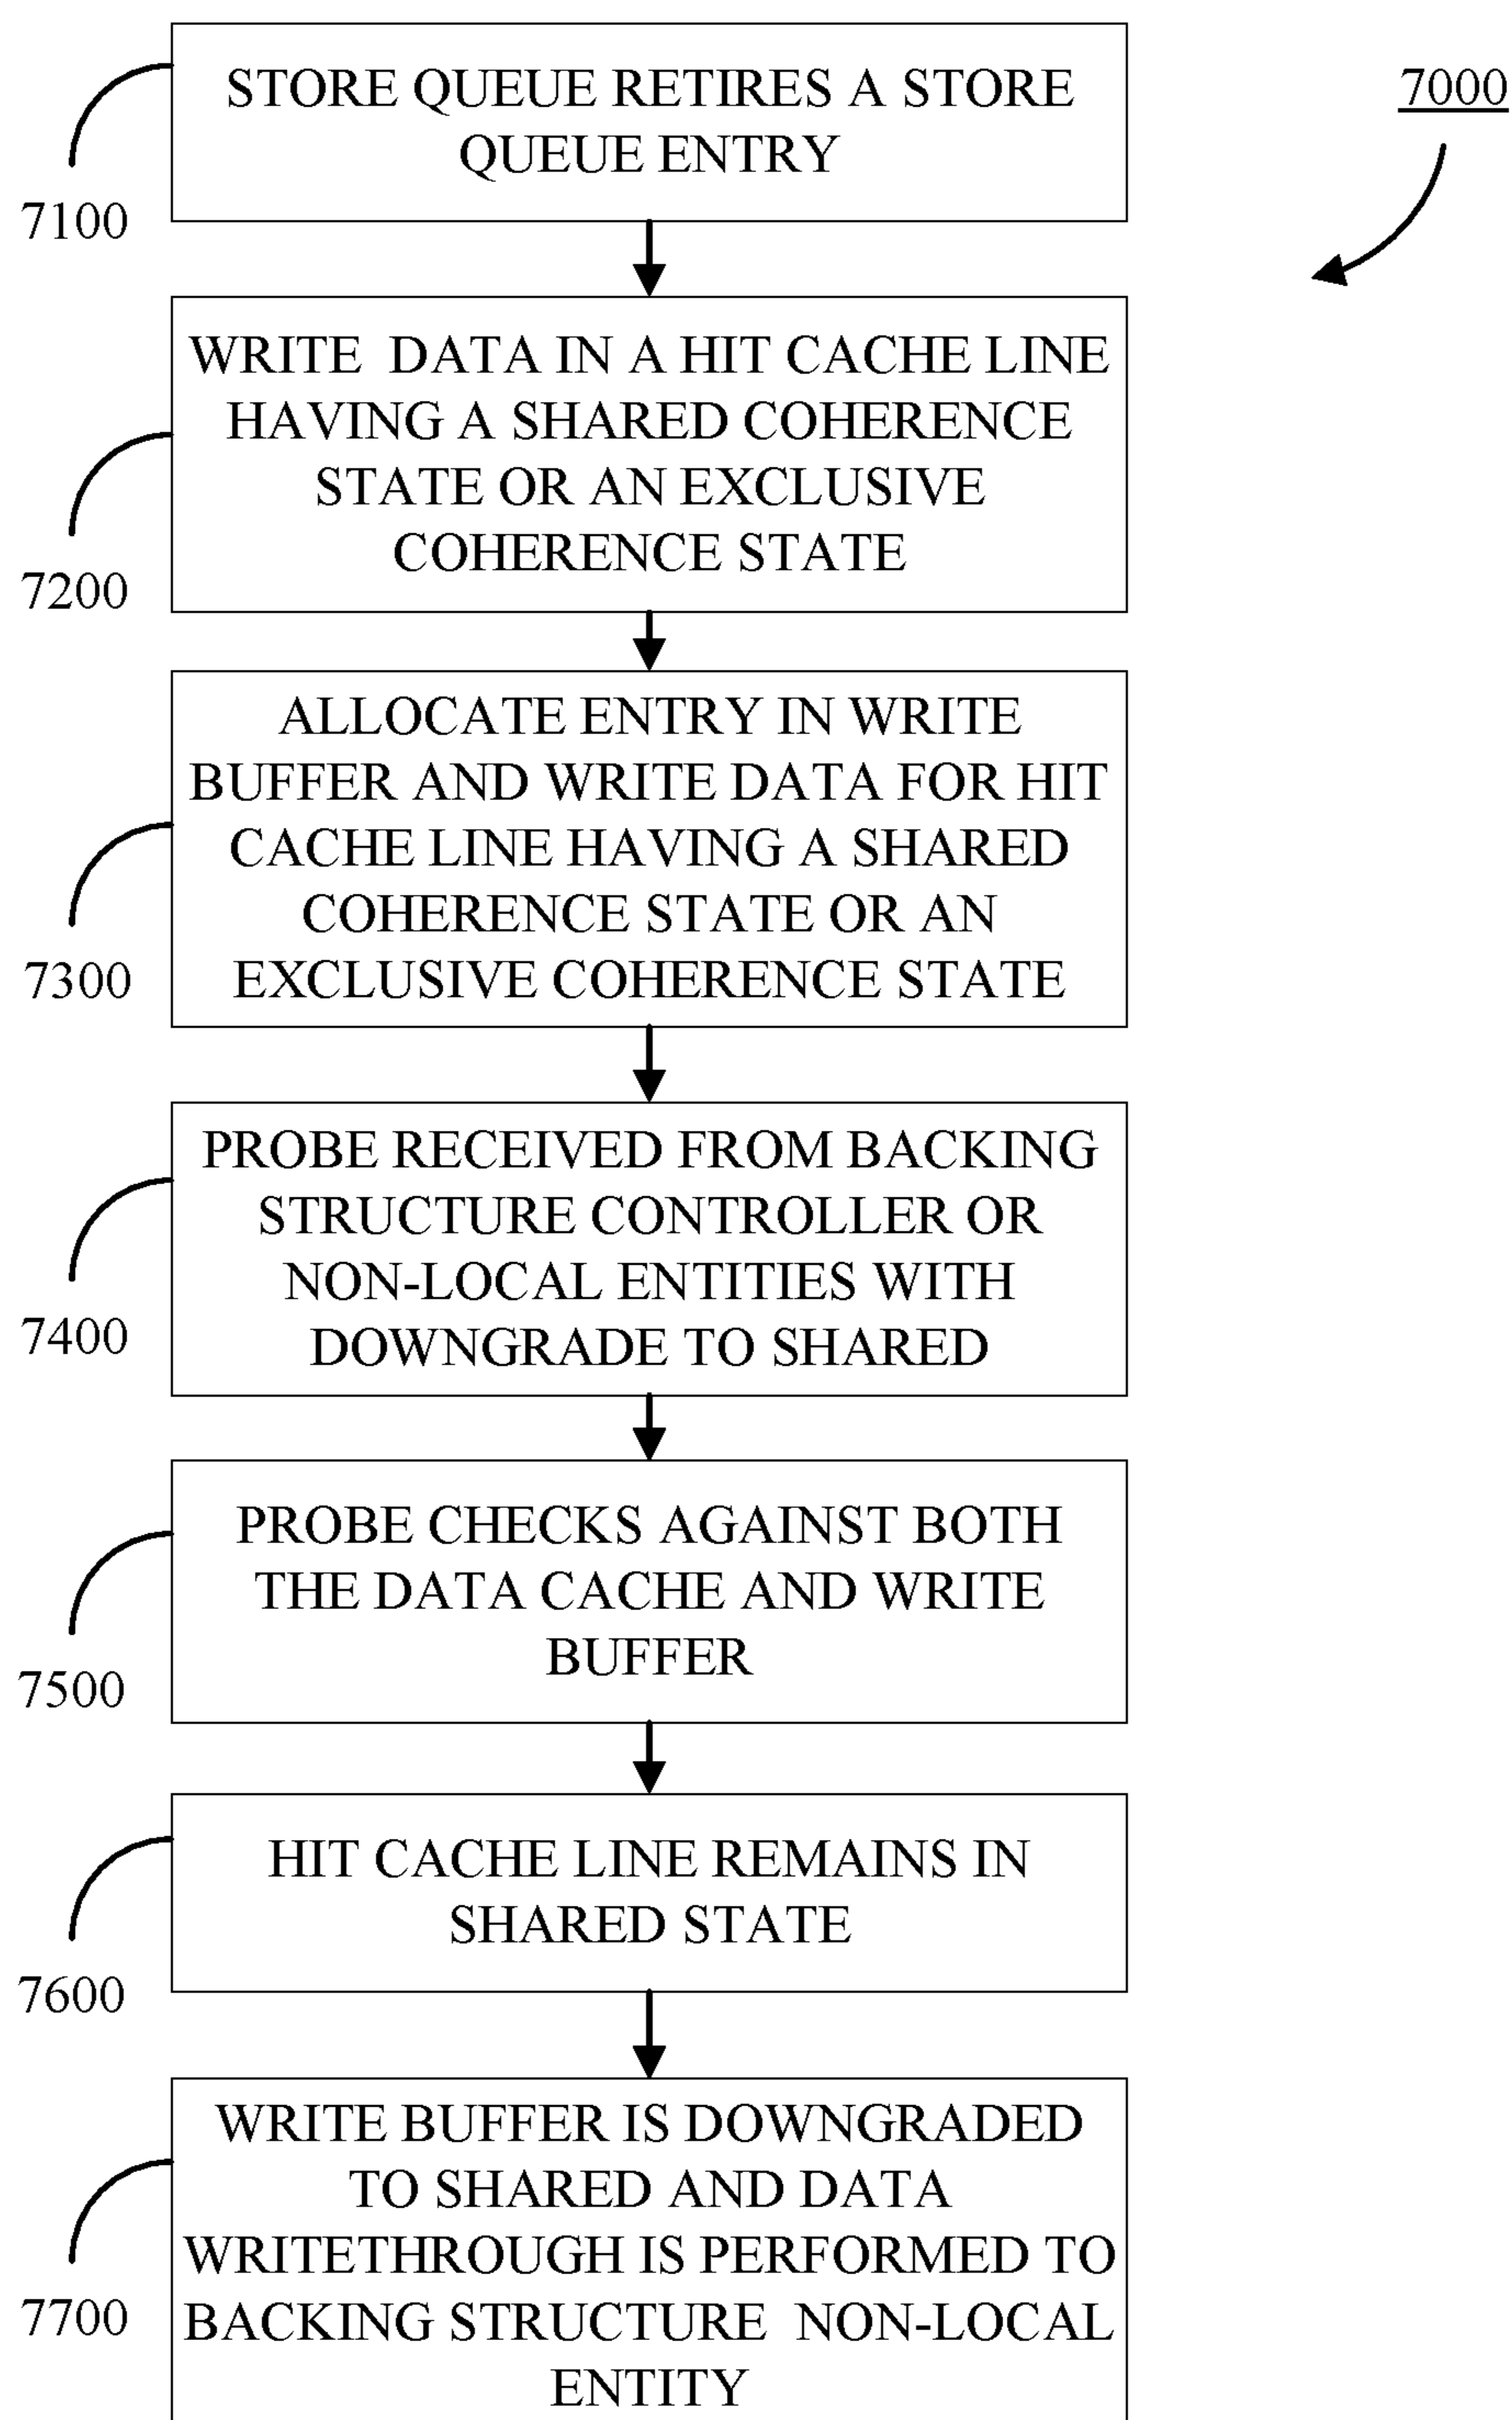 7000
STORE QUEUE RETIRES A STORE
QUEUE ENTRY
7100
WRITE DATA IN A HIT CACHE LINE
HAVING A SHARED COHERENCE
STATE OR AN EXCLUSIVE
COHERENCE STATE
7200
ALLOCATE ENTRY IN WRITE
BUFFER AND WRITE DATA FOR HIT
CACHE LINE HAVING A SHARED
COHERENCE STATE OR AN
EXCLUSIVE COHERENCE STATE
7300
PROBE RECEIVED FROM BACKING
STRUCTURE CONTROLLER OR
NON-LOCAL ENTITIES WITH
DOWNGRADE TO SHARED
7400
PROBE CHECKS AGAINST BOTH
THE DATA CACHE AND WRITE
BUFFER
7500
HIT CACHE LINE REMAINS IN
SHARED STATE
7600
WRITE BUFFER IS DOWNGRADED
TO SHARED AND DATA
WRITETHROUGH IS PERFORMED TO
BACKING STRUCTURE NON-LOCAL
ENTITY
7700